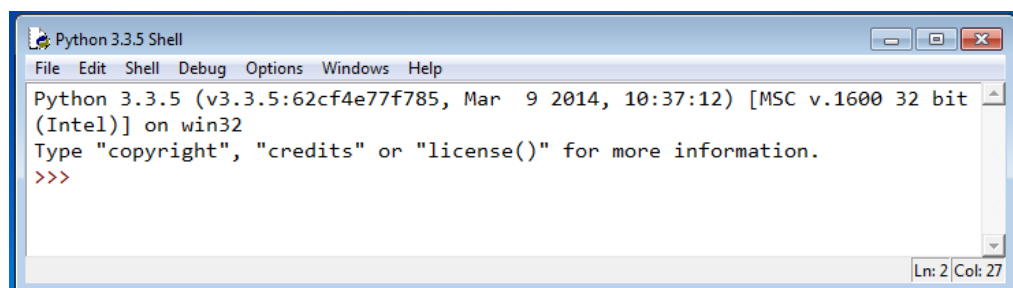 Python 3.3.5 Shell
File Edit Shell Debug Options Windows Help
Python 3.3.5 (v3.3.5:62cf4e77f785, Mar  9 2014, 10:37:12) [MSC v.1600 32 bit
(Intel)] on win32
Type "copyright", "credits" or "license()" for more information.
>>>
Ln: 2 Col: 27